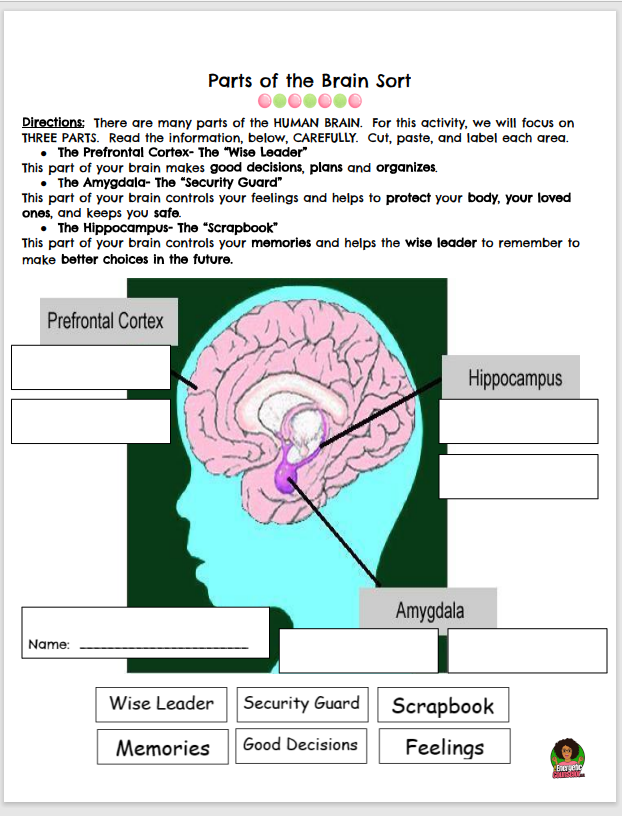 Parts of the Brain Sort
Directions: There are many parts of the HUMAN BRAIN. For this activity, we will focus on
THREE PARTS. Read the information, below, CAREFULLY. Cut, paste, and label each area.
• The Prefrontal Cortex- The “Wise Leader”
This part of your brain makes good decisions, plans and organizes.
• The Amygdala- The “Security Guard”
This part of your brain controls your feelings and helps to protect your body, your loved
ones, and keeps you safe.
• The Hippocampus- The “Scrapbook”
This part of your brain controls your memories and helps the wise leader to remember to
make better choices in the future.
Prefrontal Cortex
Hippocampus
Amygdala
Name: ______________________
Wise Leader
Security Guard
Scrapbook
Memories
Good Decisions
Feelings
Energetic